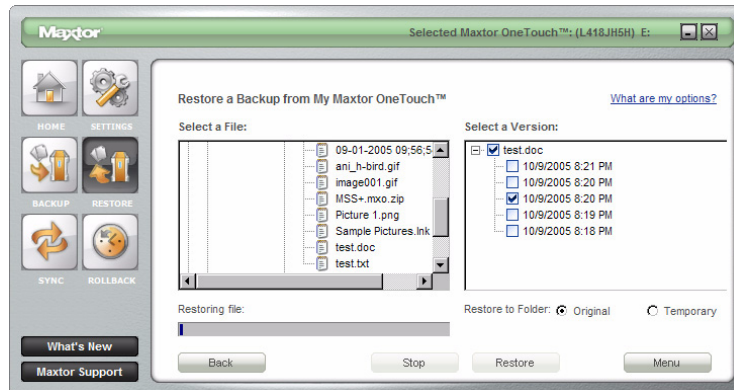 Maxtor
Selected Maxtor OneTouch™: (L418JH5H) E:
HOME SETTINGS
BACKUP RESTORE
SYNC ROLLBACK
What's New
Maxtor Support
Restore a Backup from My Maxtor OneTouch™
What are my options?
Select a File:
09-01-2005 09;56;5
ani_h-bird.gif
image001.gif
MSS+.mxo.zip
Picture 1.png
Sample Pictures.lnk
test.doc
test.txt
Select a Version:
test.doc
10/9/2005 8:21 PM
10/9/2005 8:20 PM
10/9/2005 8:20 PM
10/9/2005 8:19 PM
10/9/2005 8:18 PM
Restoring file:
Restore to Folder: Original Temporary
Back Stop Restore Menu